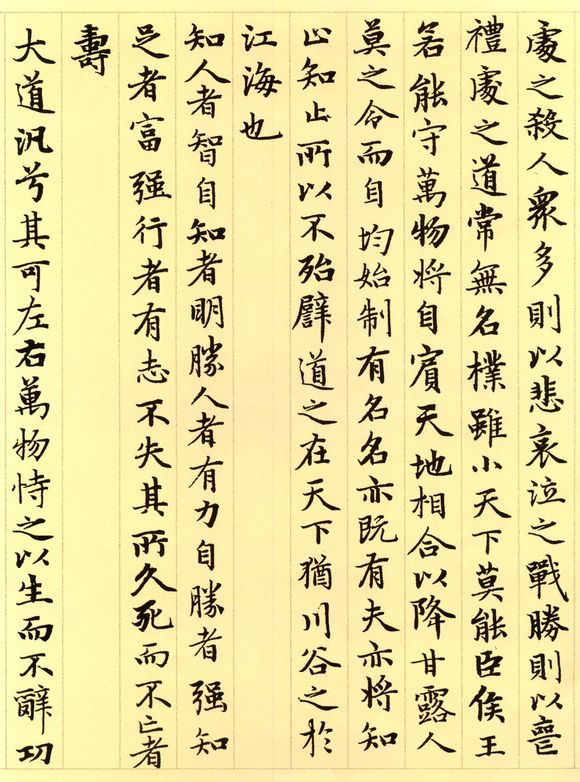 處之殺人衆多則以悲哀泣之戰勝則以喪
禮處之道常無名樸雖小天下莫能臣侯王
若能守萬物將自賓天地相合以降甘露人
莫之令而自均始制有名名亦既有夫亦將知
止知止所以不殆譬道之在天下猶川谷之於
江海也
知人者智自知者明勝人者有力自勝者强知
足者富强行者有志不失其所久死而不亡者
壽
大道汎兮其可左右萬物恃之以生而不辭功